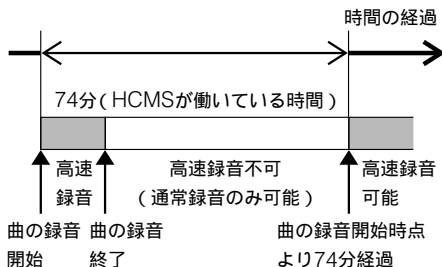 時間の経過
74分(HCMSが働いている時間)
高速
録音
高速録音不可
(通常録音のみ可能)
高速録音
可能
曲の録音
開始
曲の録音
終了
曲の録音開始時点
より74分経過